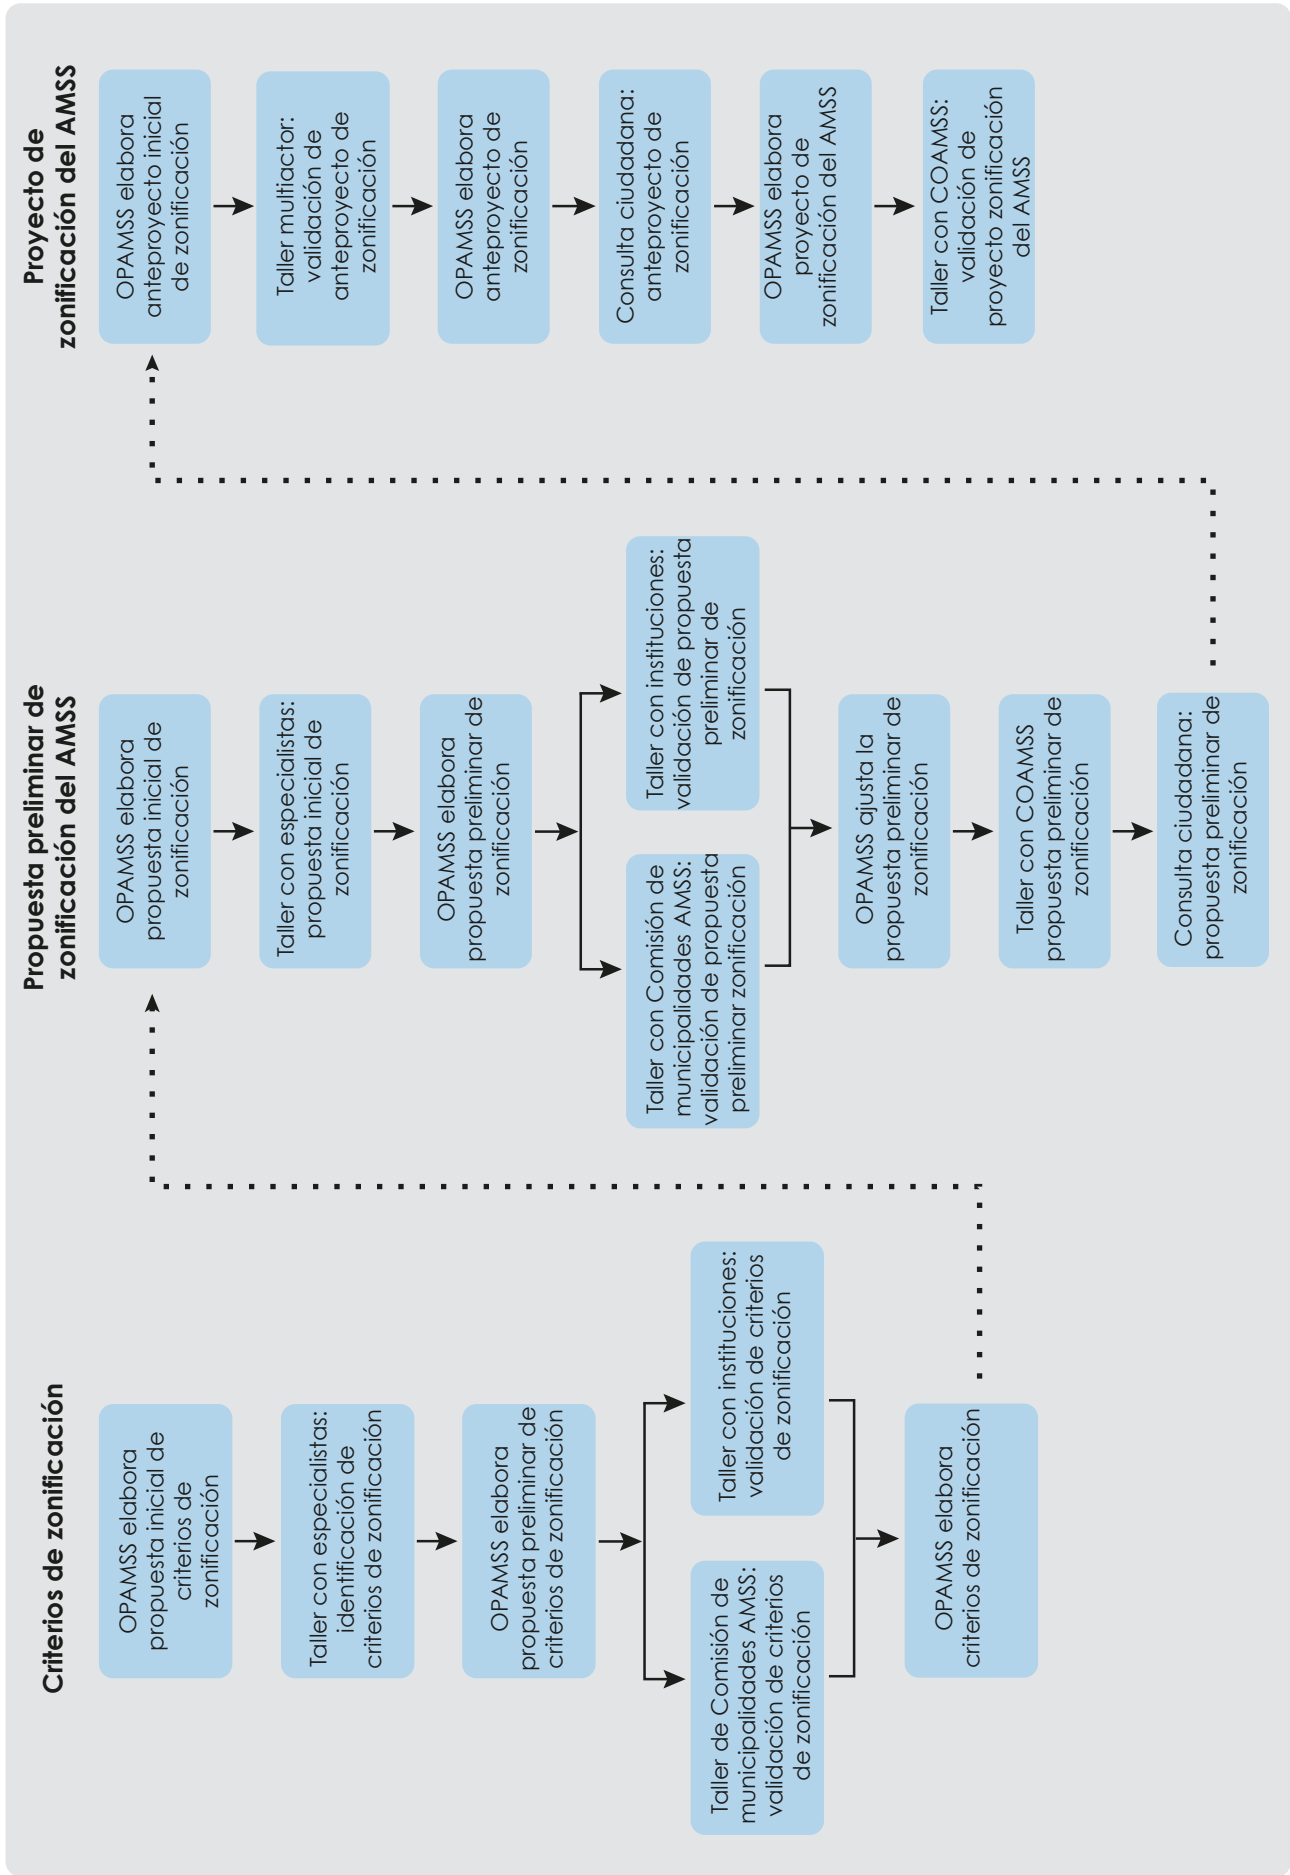 Criterios de zonificación
OPAMSS elabora
propuesta inicial de
criterios de
zonificación
Taller con especialistas:
identificación de
criterios de zonificación
OPAMSS elabora
propuesta preliminar de
criterios de zonificación
Taller de Comisión de
municipalidades AMSS:
validación de criterios
de zonificación
Taller con instituciones:
validación de criterios
de zonificación
OPAMSS elabora
criterios de zonificación
Propuesta preliminar de
zonificación del AMSS
OPAMSS elabora
propuesta inicial de
zonificación
Taller con especialistas:
propuesta inicial de
zonificación
OPAMSS elabora
propuesta preliminar de
zonificación
Taller con Comisión de
municipalidades AMSS:
validación de propuesta
preliminar zonificación
Taller con instituciones:
validación de propuesta
preliminar de
zonificación
OPAMSS ajusta la
propuesta preliminar de
zonificación
Taller con COAMSS
propuesta preliminar de
zonificación
Consulta ciudadana:
propuesta preliminar de
zonificación
Proyecto de
zonificación del AMSS
OPAMSS elabora
anteproyecto inicial
de zonificación
Taller multiactor:
validación de
anteproyecto de
zonificación
OPAMSS elabora
anteproyecto de
zonificación
Consulta ciudadana:
anteproyecto de
zonificación
OPAMSS elabora
proyecto de
zonificación del AMSS
Taller con COAMSS:
validación de
proyecto zonificación
del AMSS